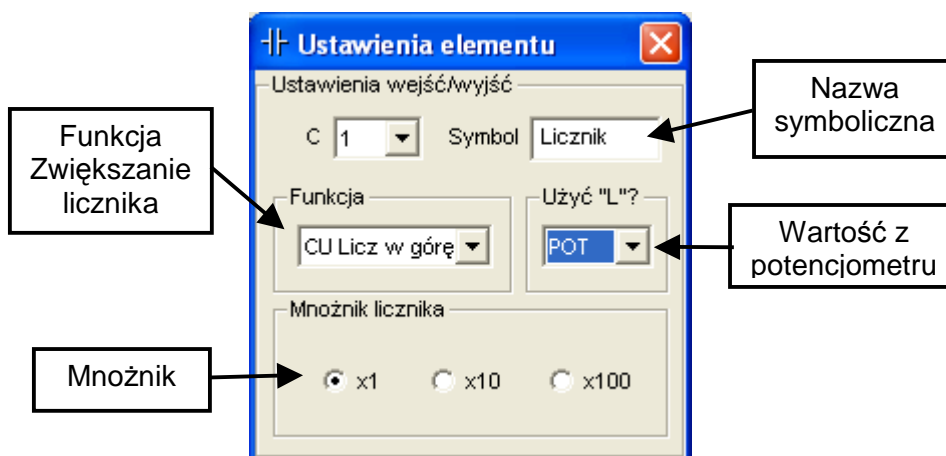 Ustawienia elementu
Ustawienia wejść/wyjść
C 1 Symbol Licznik
Nazwa
symboliczna
Funkcja
Zwiększanie
licznika
Funkcja
CU Licz w górę
Użyć "L"?
POT
Wartość z
potencjometru
Mnożnik licznika
Mnożnik
x1 x10 x100